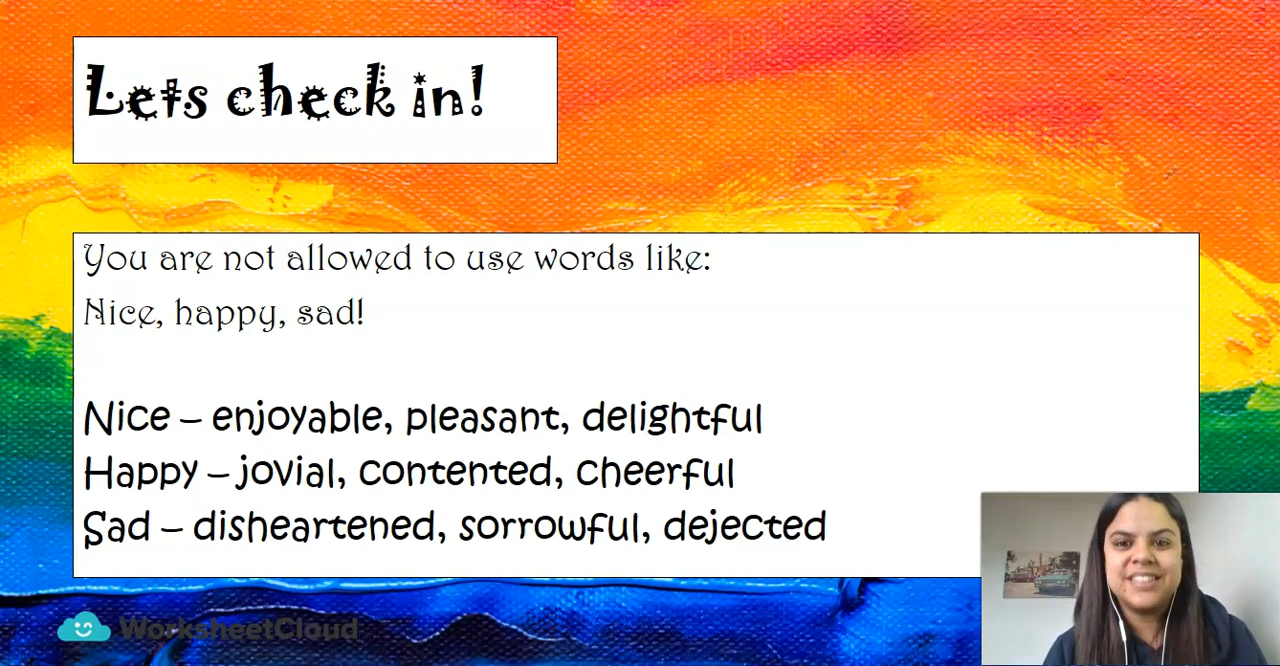 Lets check in!
You are not allowed to use words like:
Nice, happy, sad!
Nice – enjoyable, pleasant, delightful
Happy – jovial, contented, cheerful
Sad – disheartened, sorrowful, dejected
WorksheetCloud